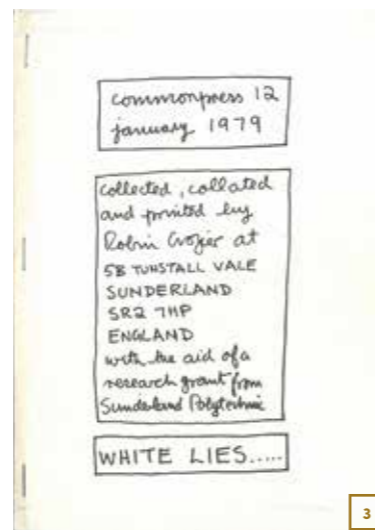 commonpress 12
january 1979
collected, collated
and printed by
Robin Crozier at
5B TUNSTALL VALE
SUNDERLAND
SR2 7HP
ENGLAND
with the aid of a
research grant from
Sunderland Polytechnic
WHITE LIES.....
3